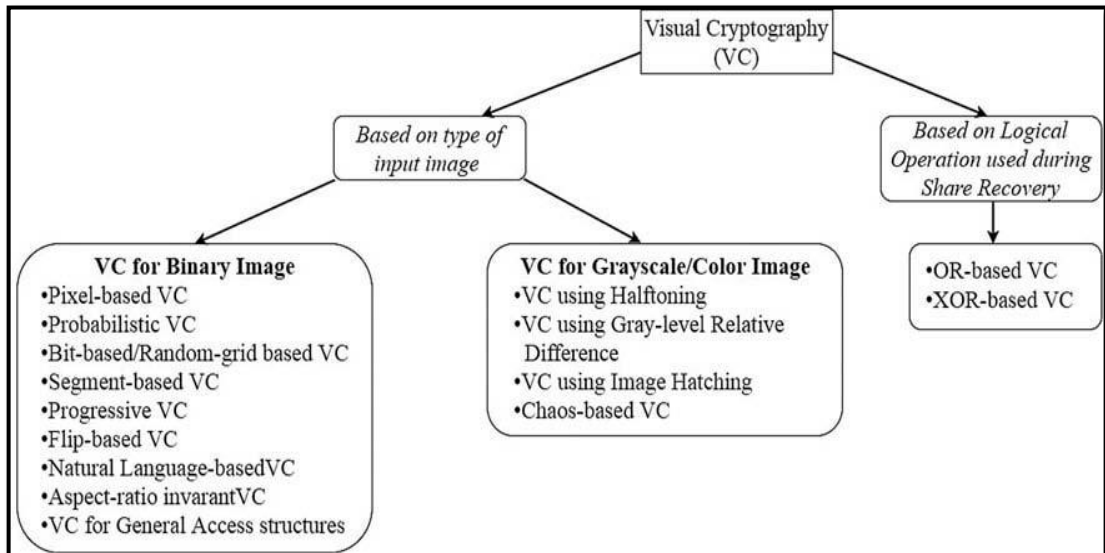 Visual Cryptography
(VC)
Based on type of
input image
Based on Logical
Operation used during
Share Recovery
VC for Binary Image
•Pixel-based VC
•Probabilistic VC
•Bit-based/Random-grid based VC
•Segment-based VC
•Progressive VC
•Flip-based VC
•Natural Language-basedVC
•Aspect-ratio invarantVC
•VC for General Access structures
VC for Grayscale/Color Image
•VC using Halftoning
•VC using Gray-level Relative
Difference
•VC using Image Hatching
•Chaos-based VC
•OR-based VC
•XOR-based VC